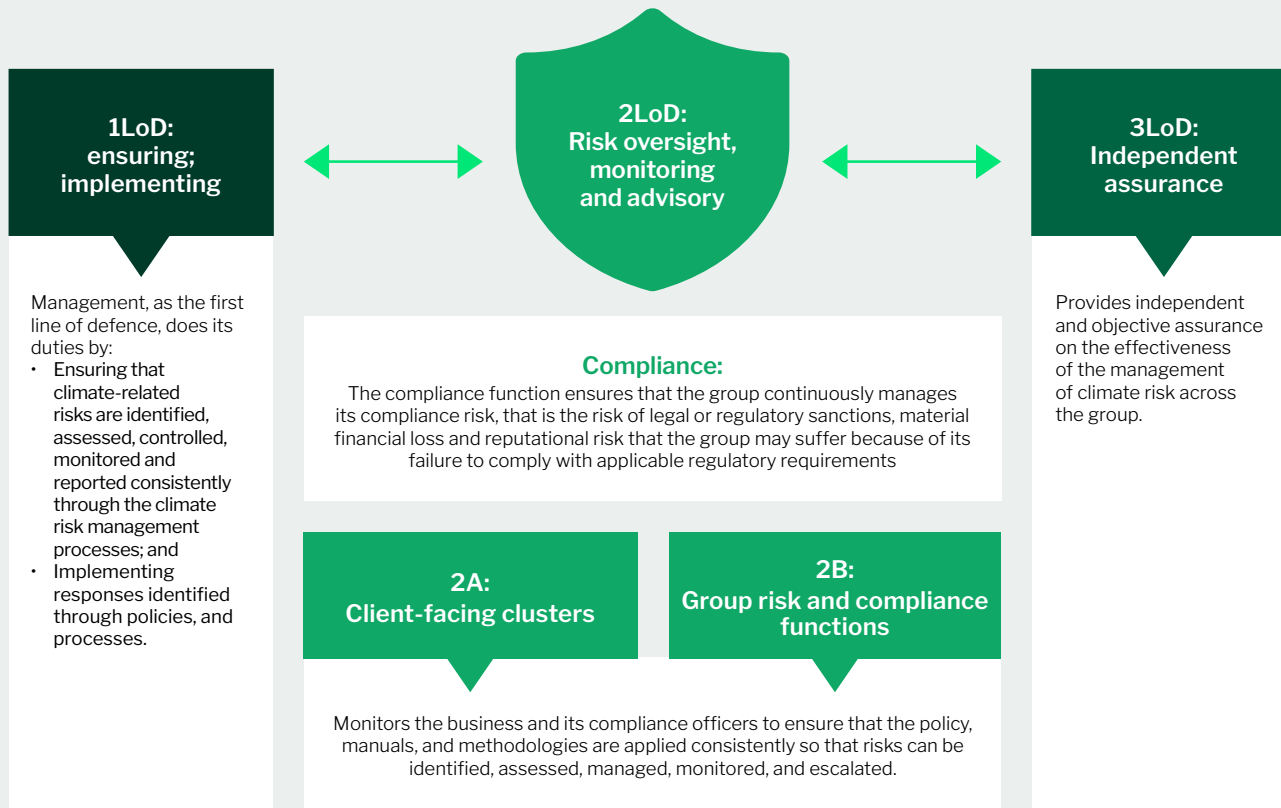 1LoD:
ensuring;
implementing
Management, as the first
line of defence, does its
duties by:
• Ensuring that
climate-related
risks are identified,
assessed, controlled,
monitored and
reported consistently
through the climate
risk management
processes; and
• Implementing
responses identified
through policies, and
processes.
2LoD:
Risk oversight,
monitoring
and advisory
Compliance:
The compliance function ensures that the group continuously manages
its compliance risk, that is the risk of legal or regulatory sanctions, material
financial loss and reputational risk that the group may suffer because of its
failure to comply with applicable regulatory requirements
2A:
Client-facing clusters
2B:
Group risk and compliance
functions
Monitors the business and its compliance officers to ensure that the policy,
manuals, and methodologies are applied consistently so that risks can be
identified, assessed, managed, monitored, and escalated.
3LoD:
Independent
assurance
Provides independent
and objective assurance
on the effectiveness
of the management
of climate risk across
the group.